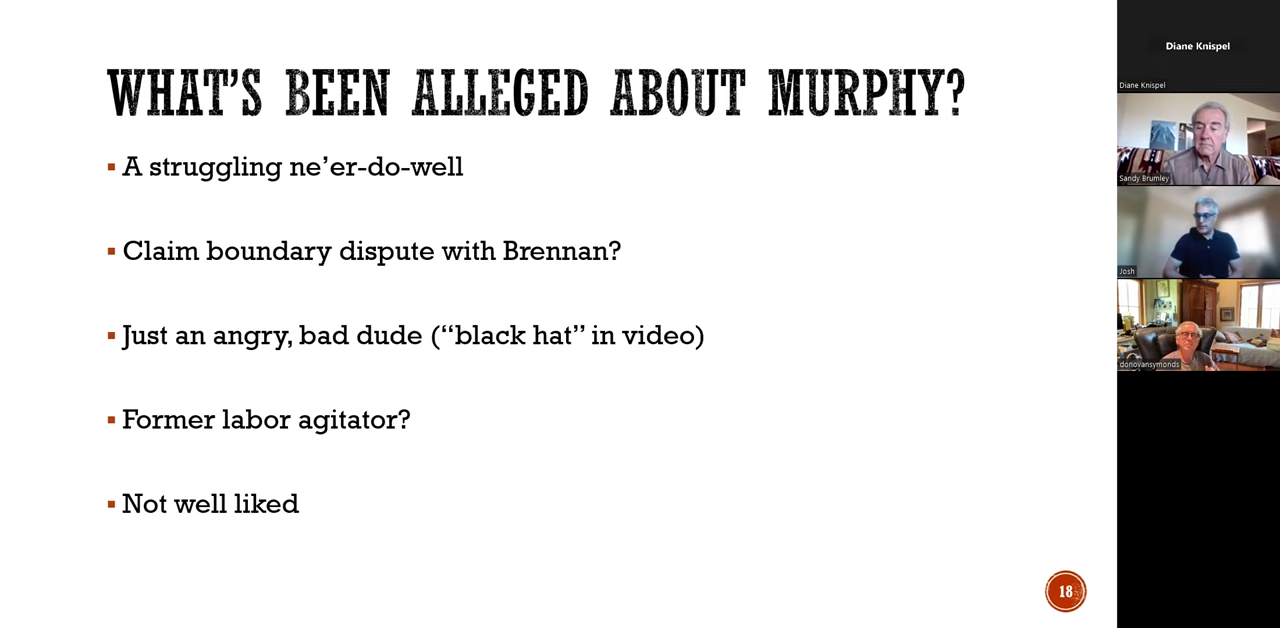 WHAT'S BEEN ALLEGED ABOUT MURPHY?
▪ A struggling ne'er-do-well
▪ Claim boundary dispute with Brennan?
▪ Just an angry, bad dude (“black hat” in video)
▪ Former labor agitator?
▪ Not well liked
18
Diane Knispel
Diane Knispel
Sandy Brumley
Josh
donovansymonds